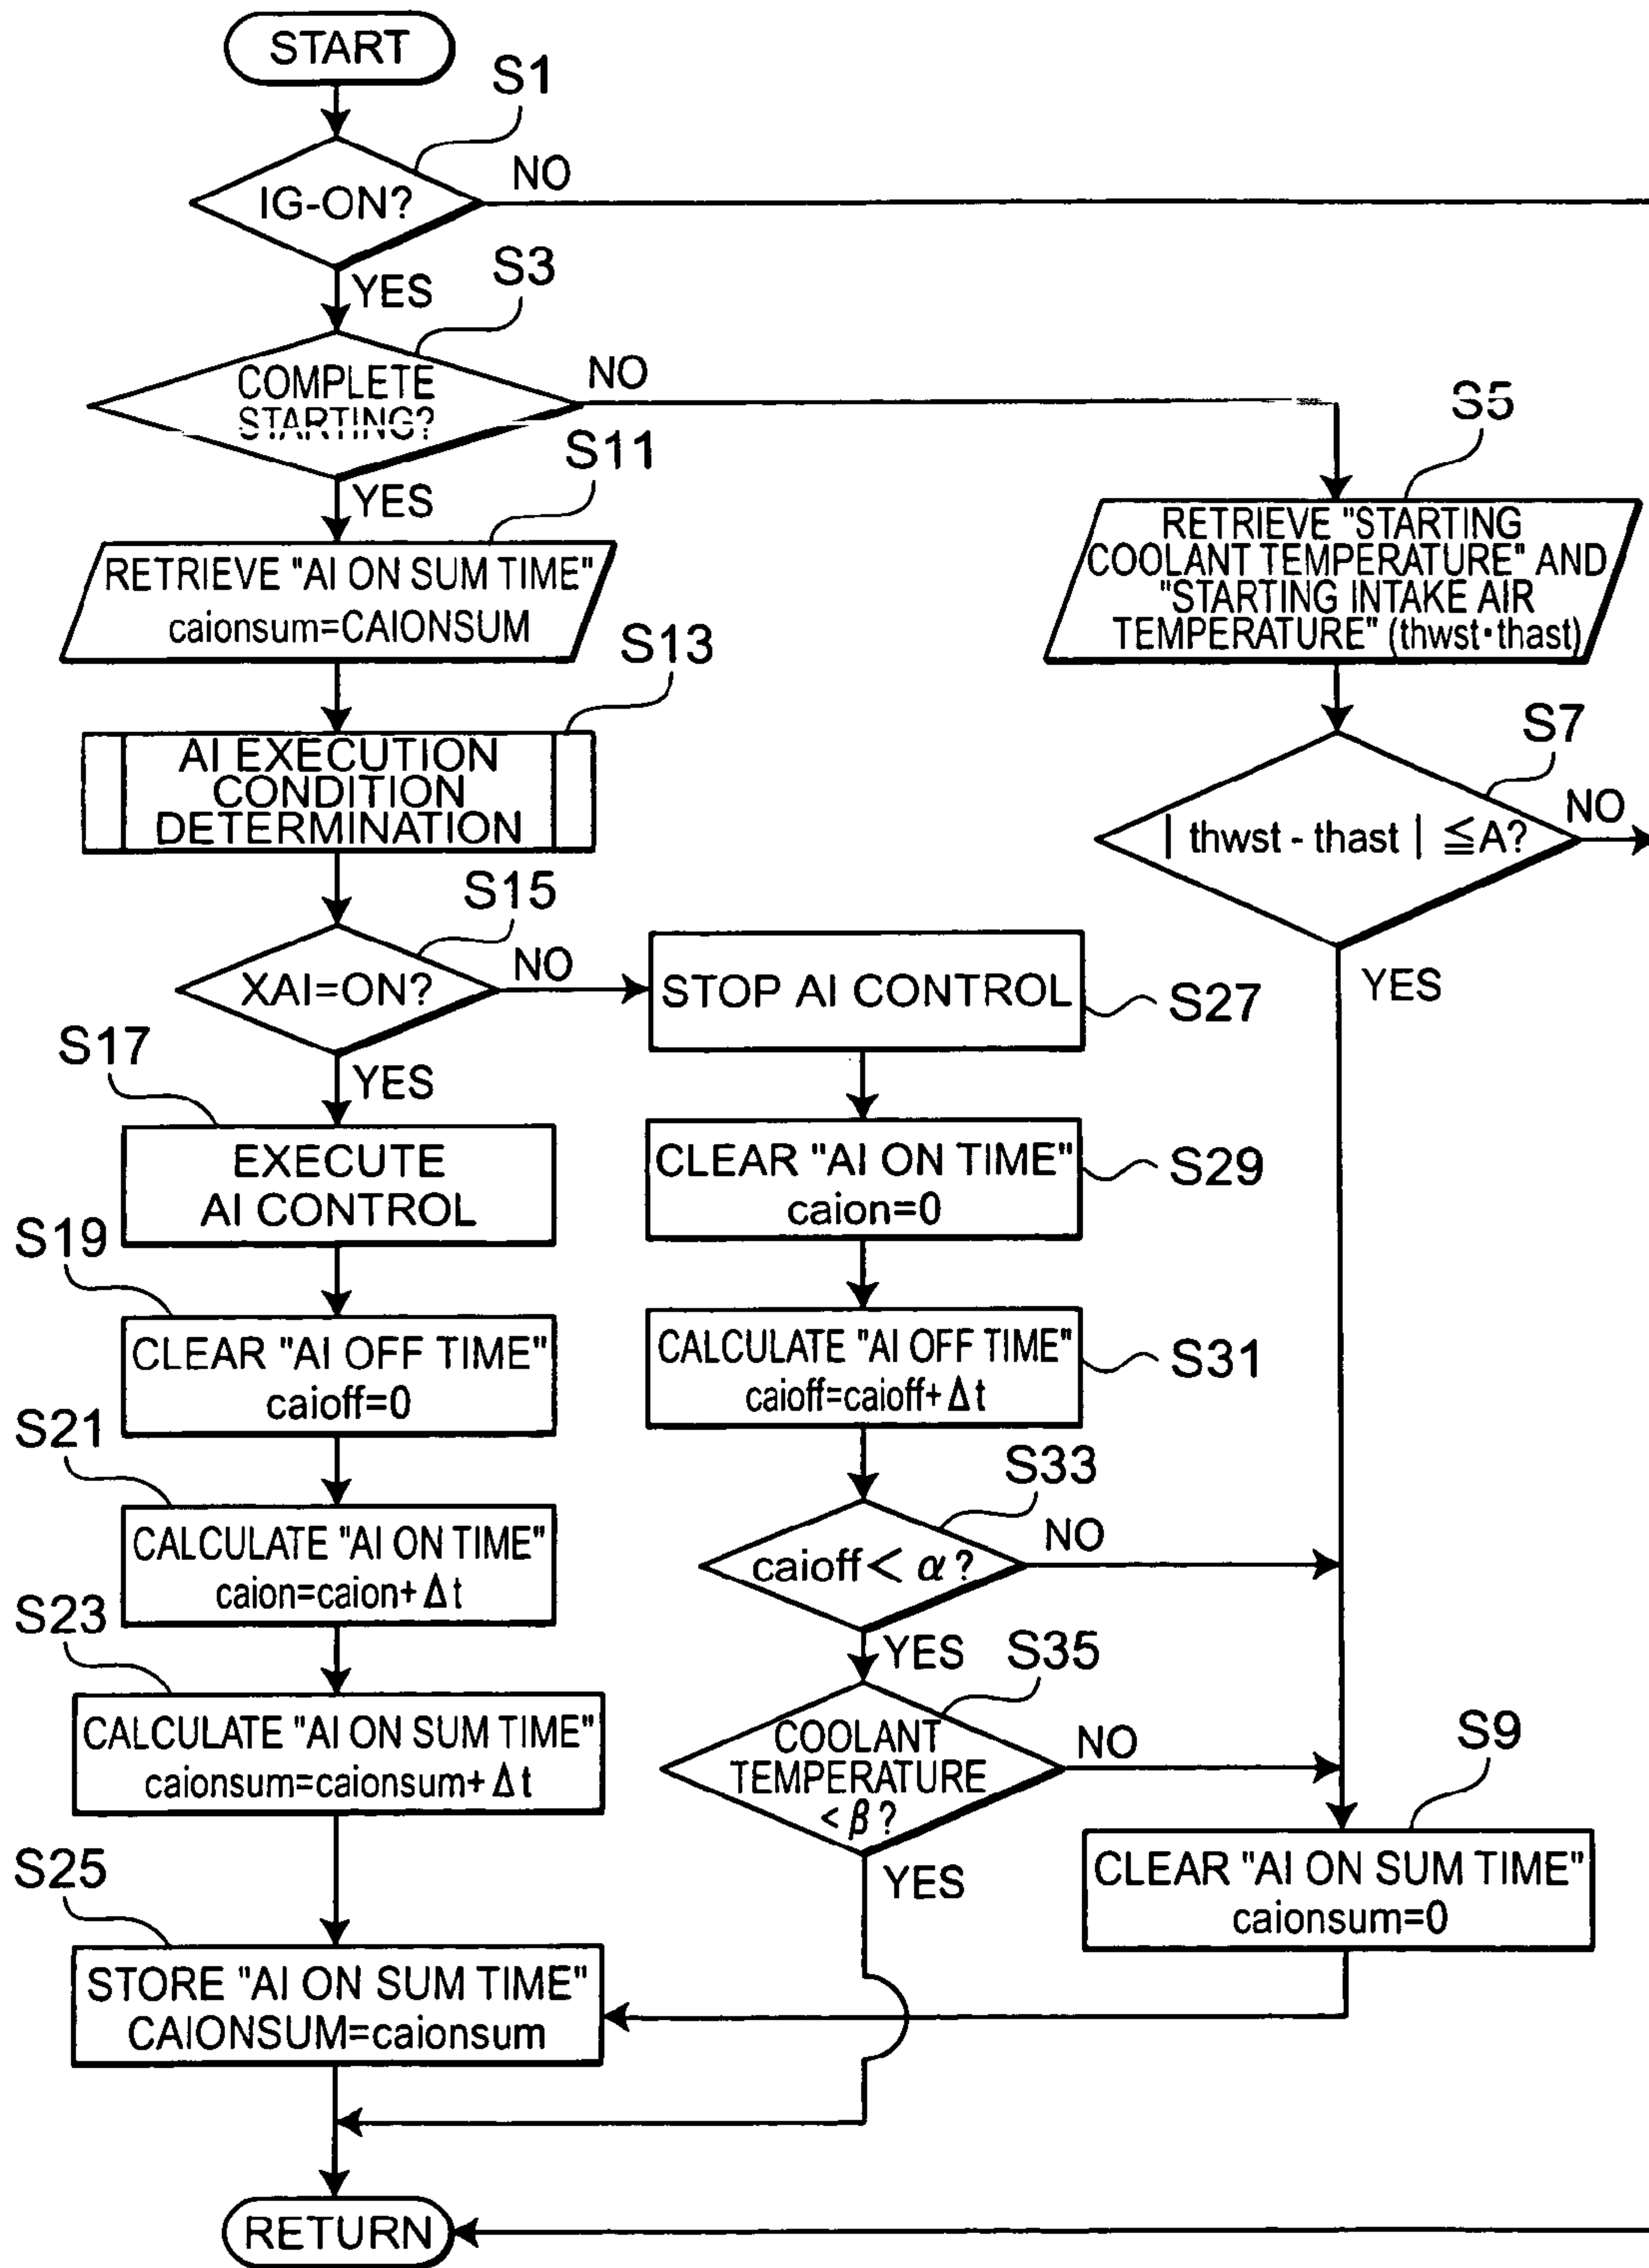 START
S1
IG-ON?
NO
YES
S3
COMPLETE
STARTING?
NO
YES
S11
RETRIEVE "AI ON SUM TIME"
caionsum=CAIONSUM
S5
RETRIEVE "STARTING
COOLANT TEMPERATURE" AND
"STARTING INTAKE AIR
TEMPERATURE" (thwst・thast)
S13
AI EXECUTION
CONDITION
DETERMINATION
S7
| thwst - thast | ≦A?
NO
YES
S15
XAI=ON?
NO
YES
STOP AI CONTROL
S27
S17
EXECUTE
AI CONTROL
CLEAR "AI ON TIME"
caion=0
S29
S19
CLEAR "AI OFF TIME"
caioff=0
CALCULATE "AI OFF TIME"
caioff=caioff+Δt
S31
S21
CALCULATE "AI ON TIME"
caion=caion+Δt
S33
caioff< α?
NO
YES
S23
CALCULATE "AI ON SUM TIME"
caionsum=caionsum+Δt
S35
COOLANT
TEMPERATURE
<β?
NO
YES
S9
CLEAR "AI ON SUM TIME"
caionsum=0
S25
STORE "AI ON SUM TIME"
CAIONSUM=caionsum
RETURN